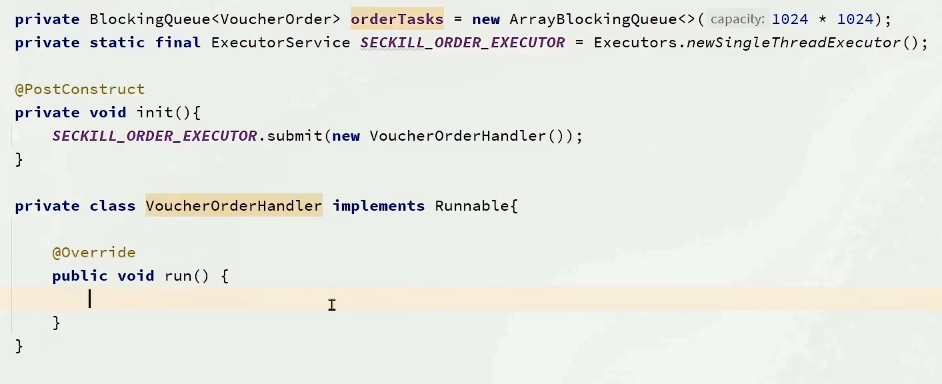 private BlockingQueue<VoucherOrder> orderTasks = new ArrayBlockingQueue<>( capacity: 1024 * 1024);
private static final ExecutorService SECKILL_ORDER_EXECUTOR = Executors.newSingleThreadExecutor();
@PostConstruct
private void init(){
SECKILL_ORDER_EXECUTOR.submit(new VoucherOrderHandler());
}
private class VoucherOrderHandler implements Runnable{
@Override
public void run() {
}
}